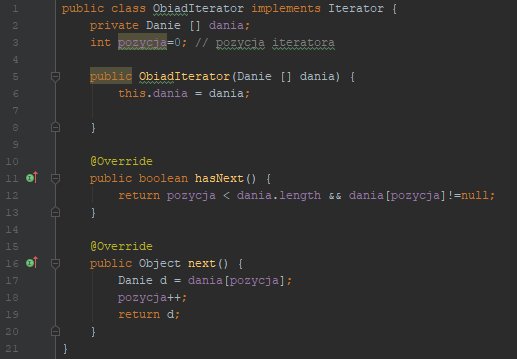 1 public class ObiadIterator implements Iterator {
2 private Danie [] dania;
3 int pozycja=0; // pozycja iteratora
4
5 public ObiadIterator(Danie [] dania) {
6 this.dania = dania;
7
8 }
9
10 @Override
11 public boolean hasNext() {
12 return pozycja < dania.length && dania[pozycja]!=null;
13 }
14
15 @Override
16 public Object next() {
17 Danie d = dania[pozycja];
18 pozycja++;
19 return d;
20 }
21 }